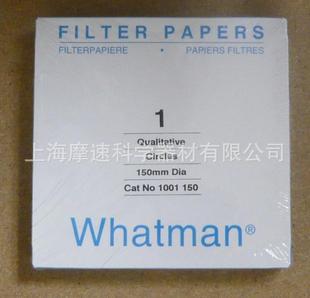 FILTER PAPERS
FILTERPAPIERE • PAPIERS FILTRES
1
Qualitative
上海摩速科学器材有限公司
Circles
150mm Dia
Cat No 1001 150
Whatman®